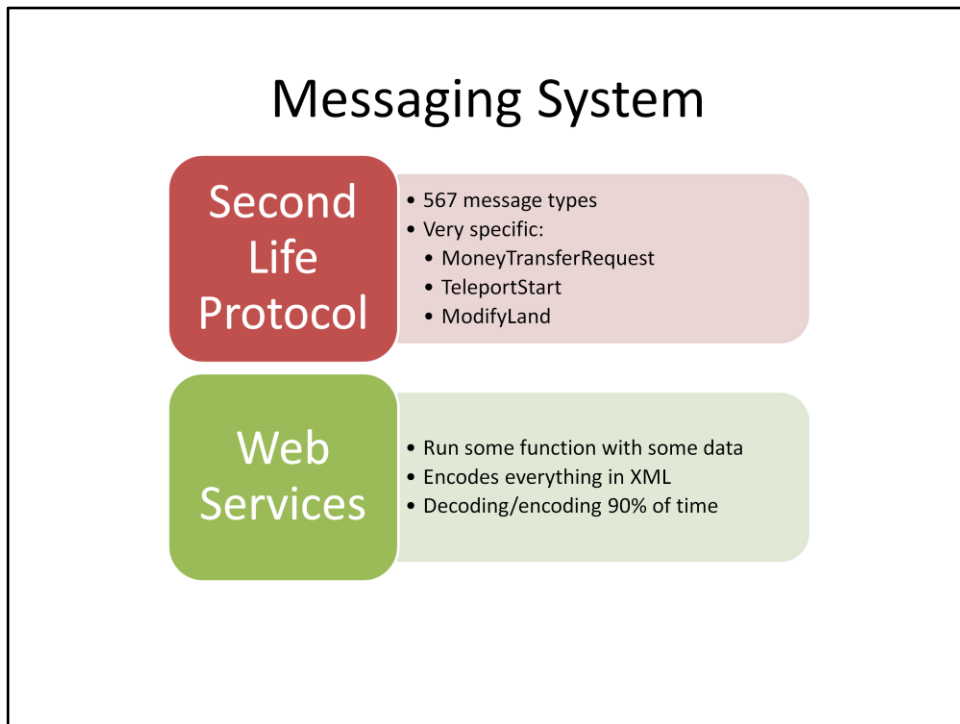 Messaging System
Second
Life
Protocol
• 567 message types
• Very specific:
• MoneyTransferRequest
• TeleportStart
• ModifyLand
Web
Services
• Run some function with some data
• Encodes everything in XML
• Decoding/encoding 90% of time